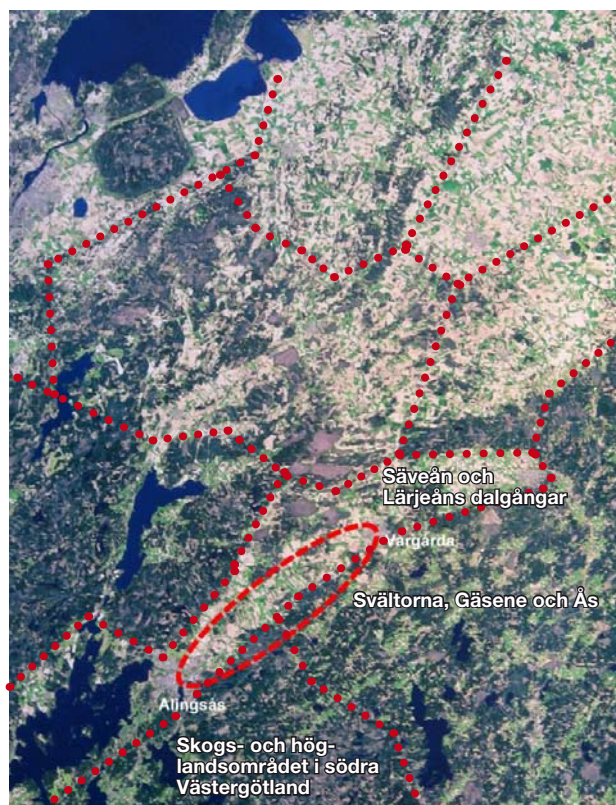 Säveån och
Lärjeåns dalgångar
Vårgårda
Svältorna, Gäsene och Ås
Alingsås
Skogs- och hög-
landsområdet i södra
Västergötland